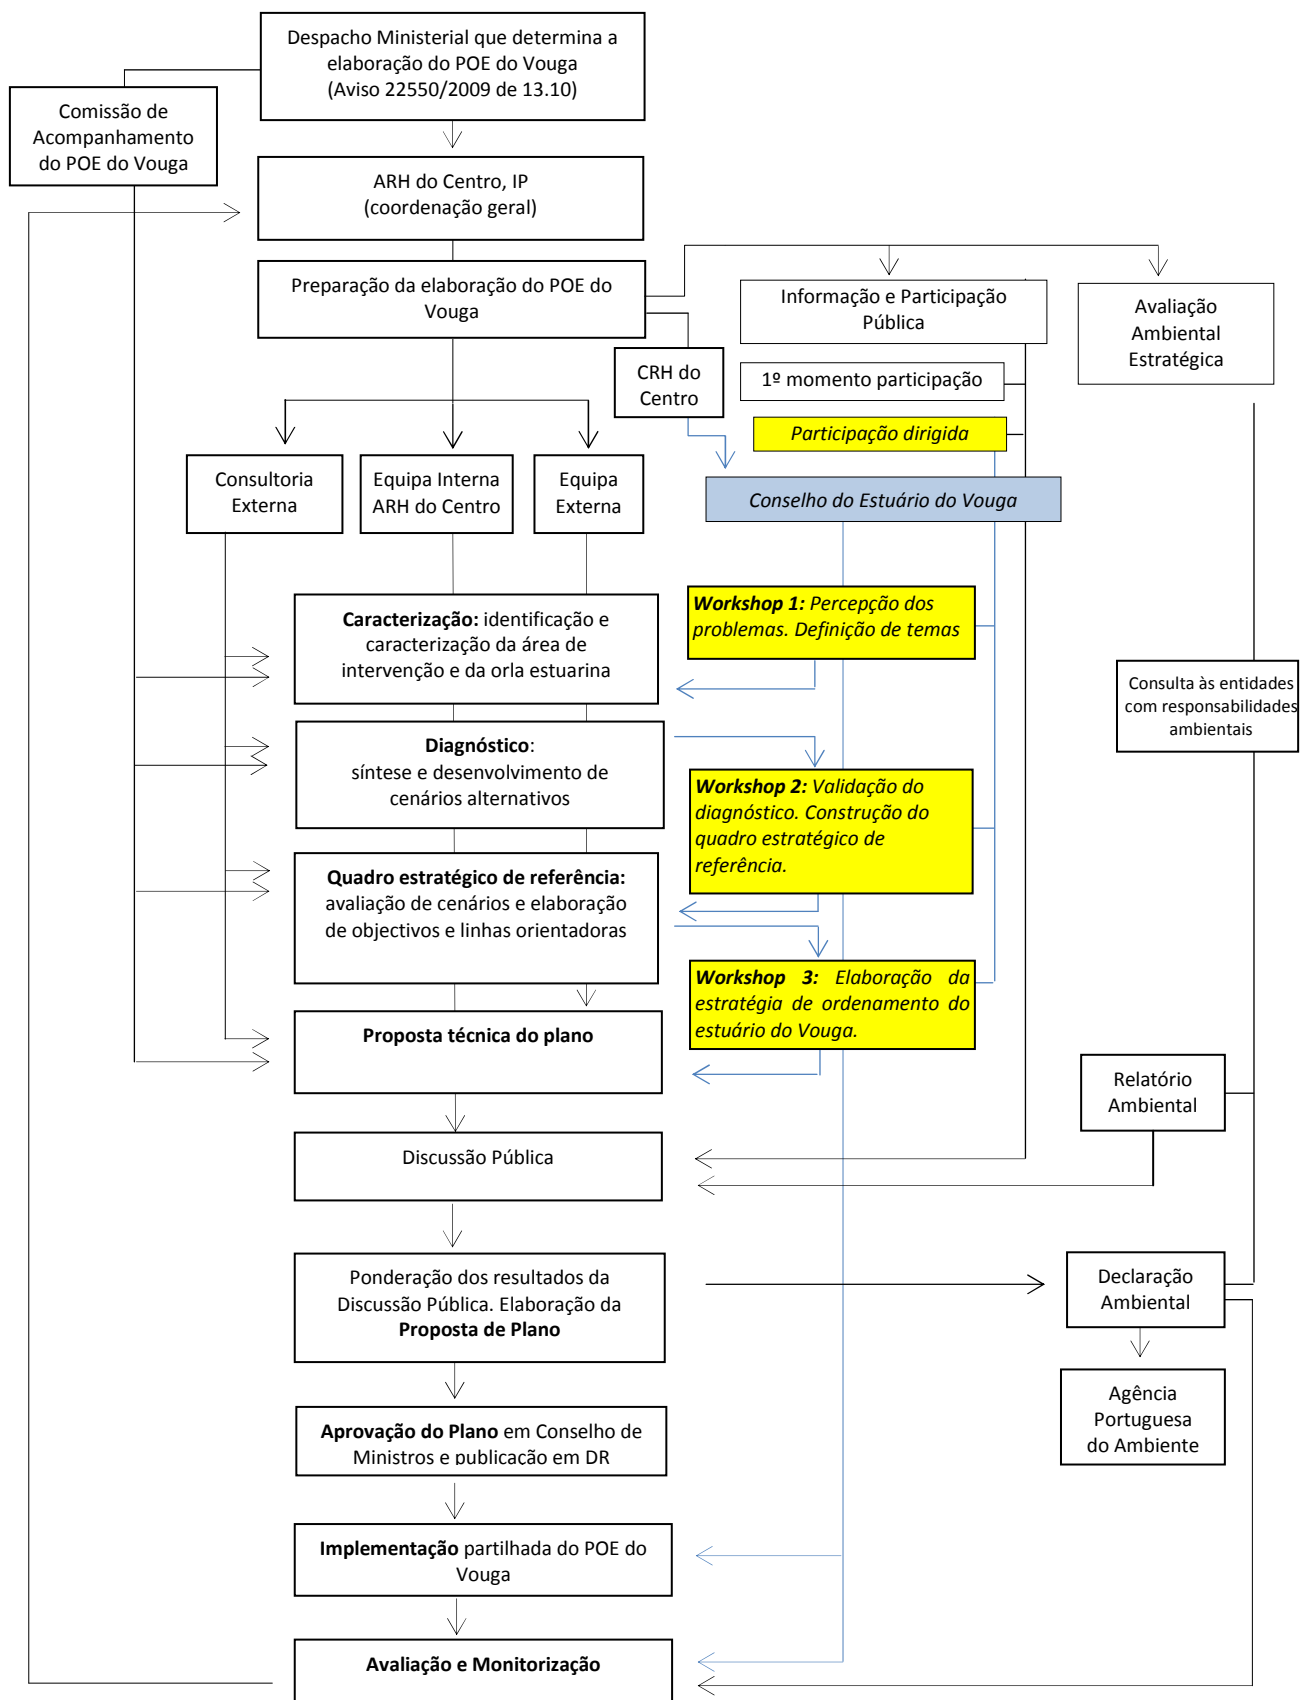 Despacho Ministerial que determina a
elaboração do POE do Vouga
(Aviso 22550/2009 de 13.10)
Comissão de
Acompanhamento
do POE do Vouga
ARH do Centro, IP
(coordenação geral)
Preparação da elaboração do POE do
Vouga
Informação e Participação
Pública
Avaliação
Ambiental
Estratégica
CRH do
Centro
1º momento participação
Participação dirigida
Consultoria
Externa
Equipa Interna
ARH do Centro
Equipa
Externa
Conselho do Estuário do Vouga
Caracterização: identificação e
caracterização da área de
intervenção e da orla estuarina
Workshop 1: Percepção dos
problemas. Definição de temas
Consulta às entidades
com responsabilidades
ambientais
Diagnóstico:
síntese e desenvolvimento de
cenários alternativos
Workshop 2: Validação do
diagnóstico. Construção do
quadro estratégico de
referência.
Quadro estratégico de referência:
avaliação de cenários e elaboração
de objectivos e linhas orientadoras
Workshop 3: Elaboração da
estratégia de ordenamento do
estuário do Vouga.
Proposta técnica do plano
Relatório
Ambiental
Discussão Pública
Ponderação dos resultados da
Discussão Pública. Elaboração da
Proposta de Plano
Declaração
Ambiental
Agência
Portuguesa
do Ambiente
Aprovação do Plano em Conselho de
Ministros e publicação em DR
Implementação partilhada do POE do
Vouga
Avaliação e Monitorização